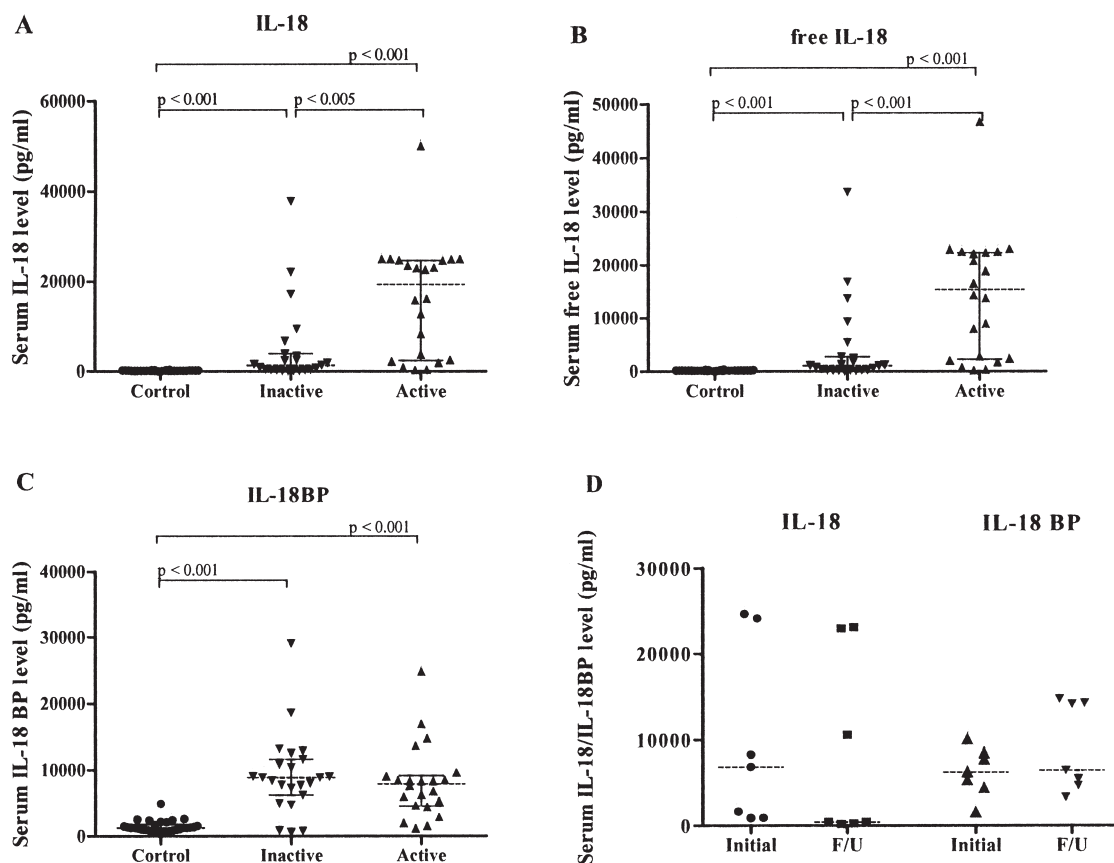 A
IL-18
p < 0.001
p < 0.001
p < 0.005
Serum IL-18 level (pg/ml)
60000
40000
20000
0
Cortrol
Inactive
Active
B
free IL-18
p < 0.001
p < 0.001
p < 0.001
Serum free IL-18 level (pg/ml)
50000
40000
30000
20000
10000
0
Cortrol
Inactive
Active
C
IL-18BP
p < 0.001
p < 0.001
Serum IL-18 BP level (pg/ml)
40000
30000
20000
10000
0
Control
Inactive
Active
D
IL-18
IL-18 BP
Serum IL-18/IL-18BP level (pg/ml)
30000
20000
10000
0
Initial
F/U
Initial
F/U